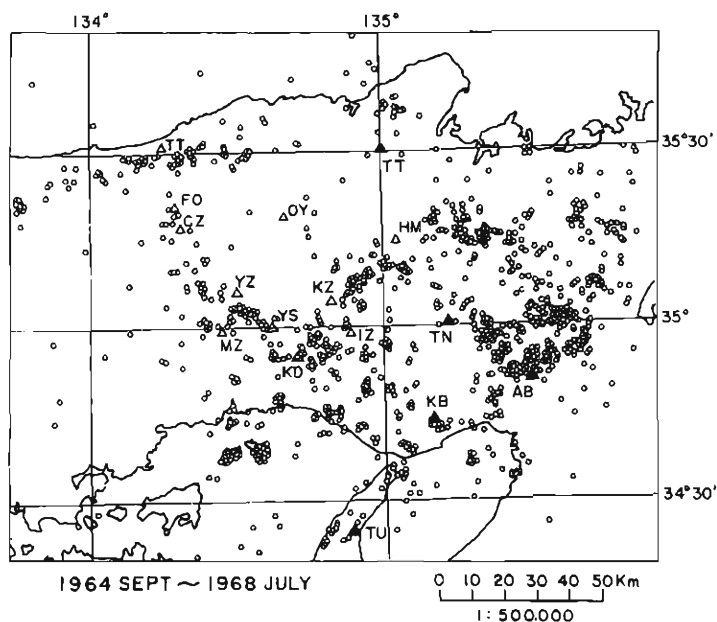 134° 135°
TT
TT
35°30'
FO
CZ
OY
HM
YZ
KZ
YS
IZ
TN
35°
MZ
KD
AB
KB
34°30'
TU
1964 SEPT ~ 1968 JULY
0 10 20 30 40 50Km
1:500.000